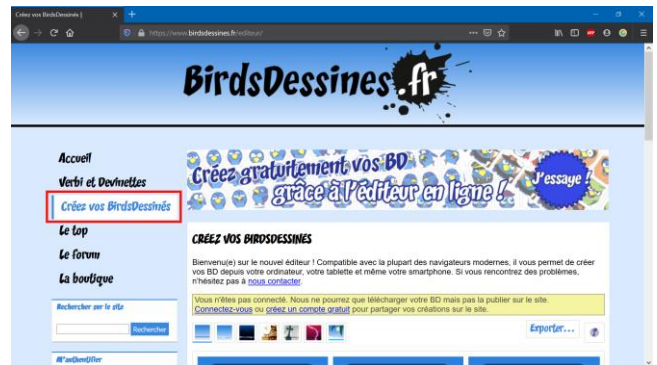 Créez vos BirdsDessinés |
https://www.birdsdessines.fr/editeur/
BirdsDessines.fr
Accueil
Verbi et Devinettes
Créez vos BirdsDessinés
Le top
Le forum
La boutique
Rechercher sur le site
Rechercher
M'authentifier
Créez gratuitement vos BD
grâce à l'éditeur en ligne !
J'essaye !
CRÉEZ VOS BIRDSDESSINÉS
Bienvenu(e) sur le nouvel éditeur ! Compatible avec la plupart des navigateurs modernes, il vous permet de créer
vos BD depuis votre ordinateur, votre tablette et même votre smartphone. Si vous rencontrez des problèmes,
n'hésitez pas à nous contacter.
Vous n'êtes pas connecté. Nous ne pourrez que télécharger votre BD mais pas la publier sur le site.
Connectez-vous ou créez un compte gratuit pour partager vos créations sur le site.
Exporter...